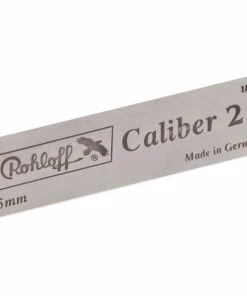 Rohloff ®
Caliber 2
Made in Germ
5mm